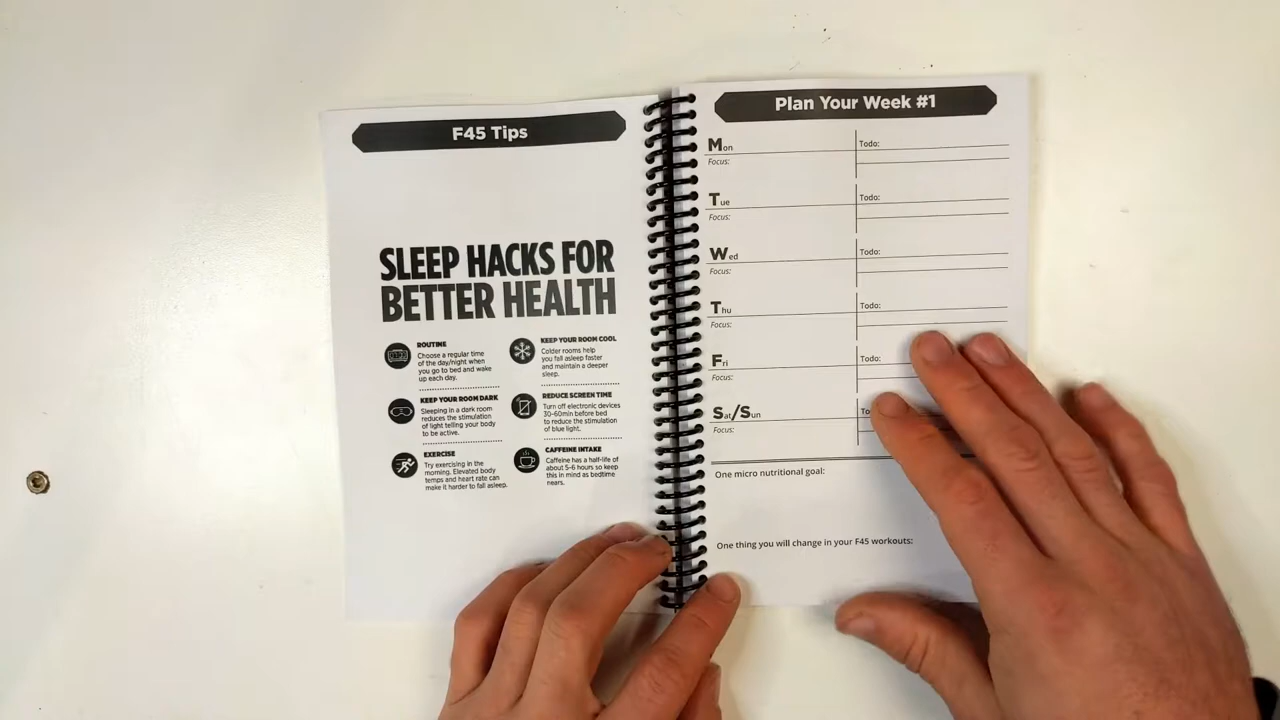 F45 Tips
SLEEP HACKS FOR
BETTER HEALTH
ROUTINE
Choose a regular time
of the day/night when
you go to bed and wake
up each day.
KEEP YOUR ROOM COOL
Colder rooms help
you fall asleep faster
and maintain a deeper
sleep.
KEEP YOUR ROOM DARK
Sleeping in a dark room
reduces the stimulation
of light telling your body
to be active.
REDUCE SCREEN TIME
Turn off electronic devices
30-60min before bed
to reduce the stimulation
of blue light.
EXERCISE
Try exercising in the
morning. Elevated body
temps and heart rate can
make it harder to fall asleep.
CAFFEINE INTAKE
Caffeine has a half-life of
about 5-6 hours so keep
this in mind as bedtime
nears.
Plan Your Week #1
Mon
Todo:
Focus:
Tue
Todo:
Focus:
Wed
Todo:
Focus:
Thu
Todo:
Focus:
Fri
Todo:
Focus:
Sat/Sun
Focus:
One micro nutritional goal:
One thing you will change in your F45 workouts: